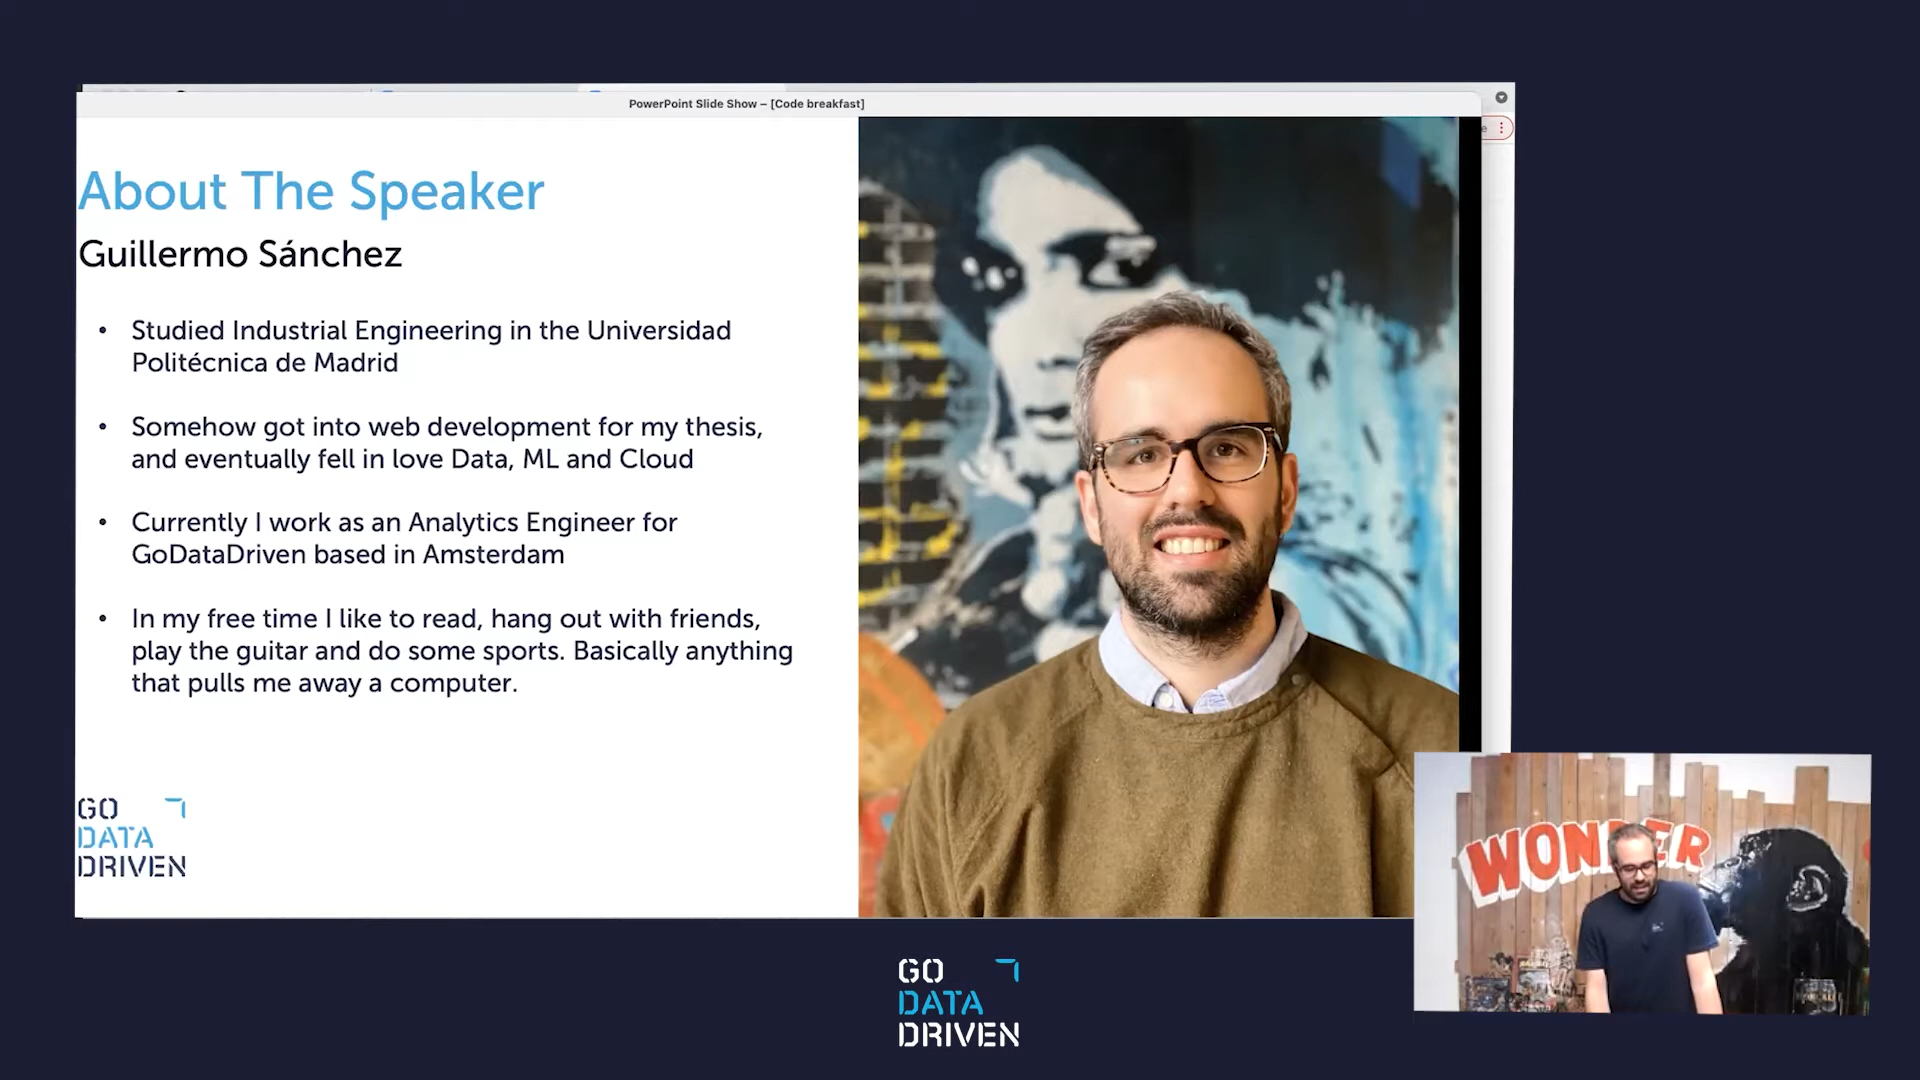 PowerPoint Slide Show – [Code breakfast]
e
About The Speaker
Guillermo Sánchez
• Studied Industrial Engineering in the Universidad
Politécnica de Madrid
• Somehow got into web development for my thesis,
and eventually fell in love Data, ML and Cloud
• Currently I work as an Analytics Engineer for
GoDataDriven based in Amsterdam
• In my free time I like to read, hang out with friends,
play the guitar and do some sports. Basically anything
that pulls me away a computer.
GO
DATA
DRIVEN
WONDER
GO
DATA
DRIVEN